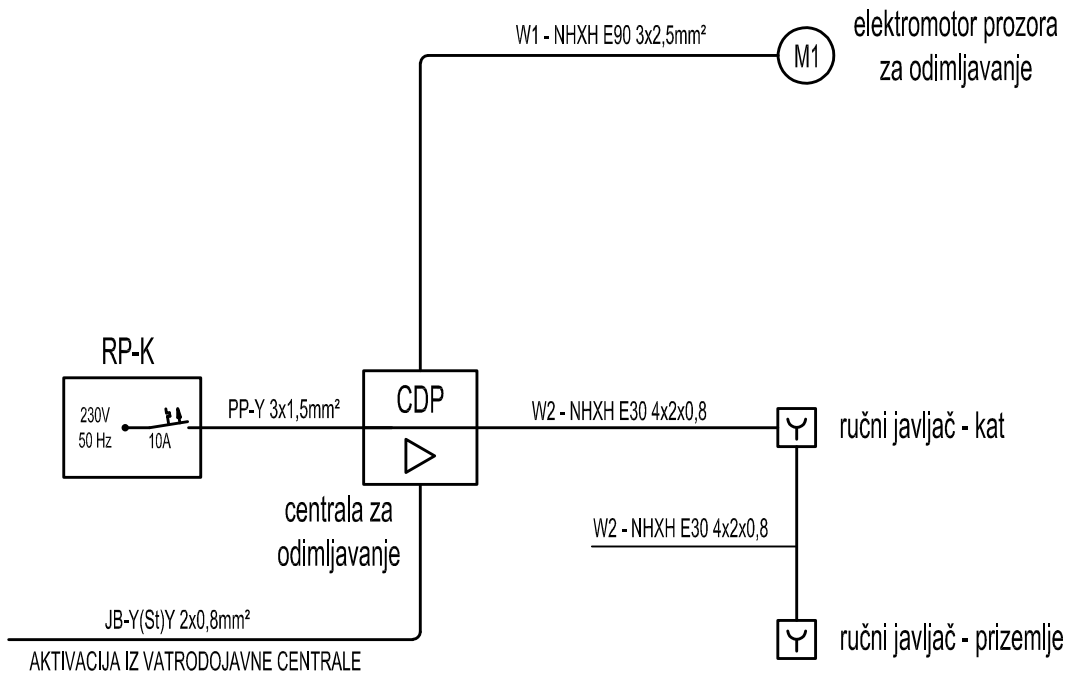 W1 - NHXH E90 3x2,5mm²
M1
elektromotor prozora
za odimljavanje
RP-K
230V
50 Hz
10A
PP-Y 3x1,5mm²
CDP
W2 - NHXH E30 4x2x0,8
ručni javljač - kat
centrala za
odimljavanje
W2 - NHXH E30 4x2x0,8
JB-Y(St)Y 2x0,8mm²
AKTIVACIJA IZ VATRODOJAVNE CENTRALE
ručni javljač - prizemlje